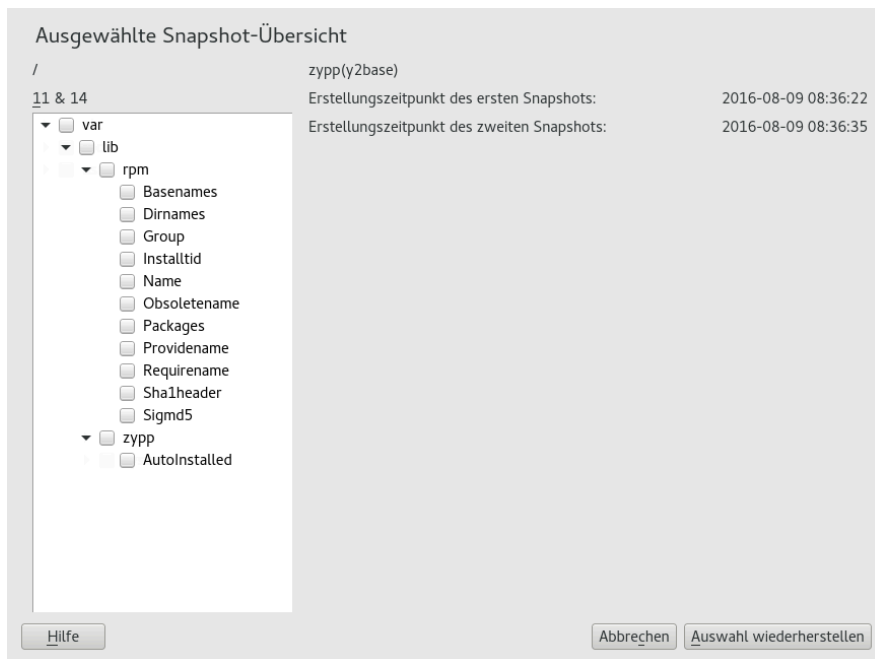 Ausgewählte Snapshot-Übersicht
/
zypp(y2base)
11 & 14
Erstellungszeitpunkt des ersten Snapshots: 2016-08-09 08:36:22
Erstellungszeitpunkt des zweiten Snapshots: 2016-08-09 08:36:35
var
lib
rpm
Basenames
Dirnames
Group
Installtid
Name
Obsoletename
Packages
Providename
Requirename
Sha1header
Sigmd5
zypp
AutoInstalled
Hilfe
Abbrechen
Auswahl wiederherstellen